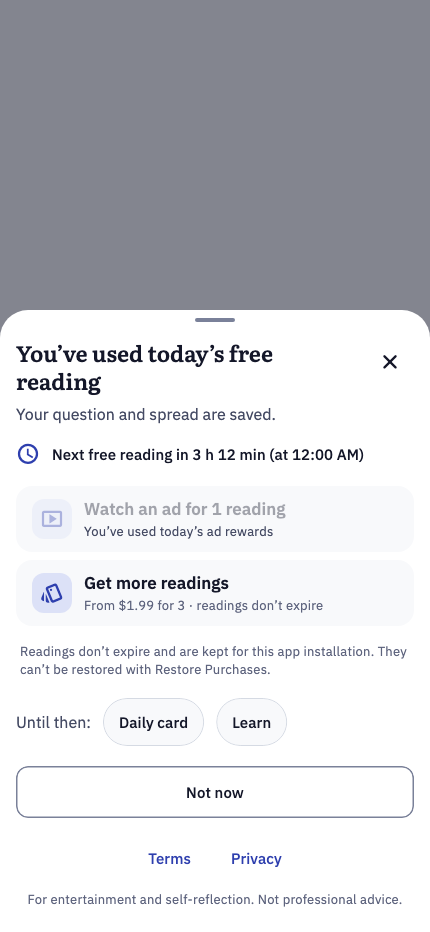 You’ve used today’s free
reading
Your question and spread are saved.
Next free reading in 3 h 12 min (at 12:00 AM)
Watch an ad for 1 reading
You’ve used today’s ad rewards
Get more readings
From $1.99 for 3 · readings don’t expire
Readings don’t expire and are kept for this app installation. They
can’t be restored with Restore Purchases.
Until then: Daily card Learn
Not now
Terms Privacy
For entertainment and self-reflection. Not professional advice.